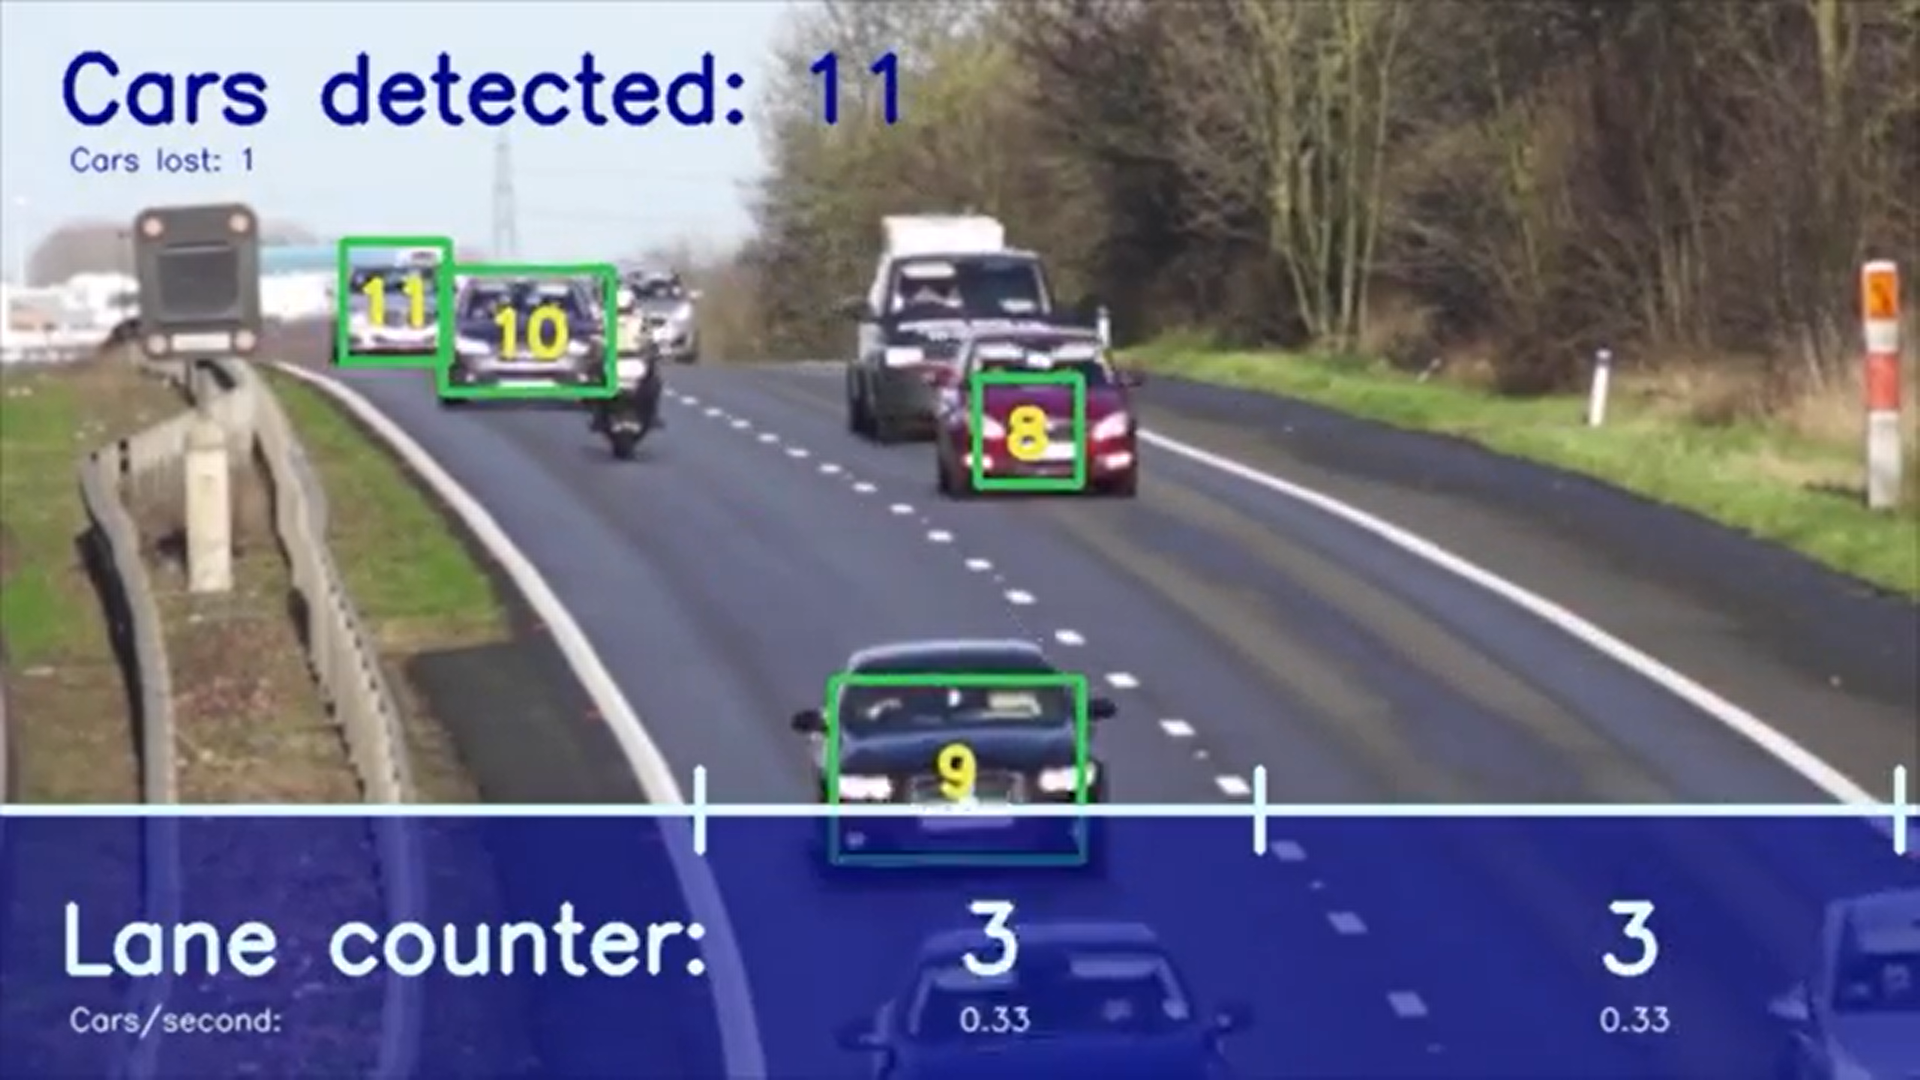 Cars detected: 11
Cars lost: 1
11
10
8
9
Lane counter: 3 3
Cars/second: 0.33 0.33